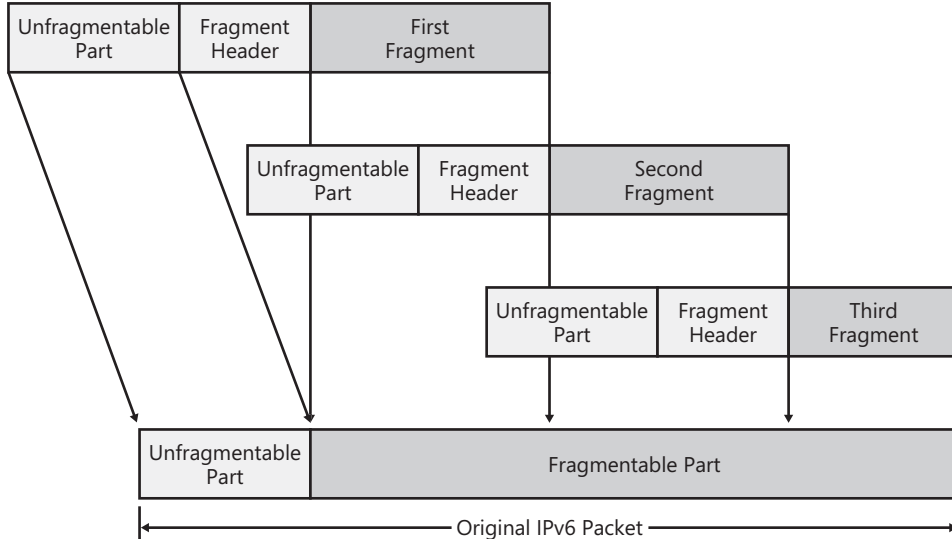 Unfragmentable
Part
Fragment
Header
First
Fragment
Unfragmentable
Part
Fragment
Header
Second
Fragment
Unfragmentable
Part
Fragment
Header
Third
Fragment
Unfragmentable
Part
Fragmentable Part
Original IPv6 Packet